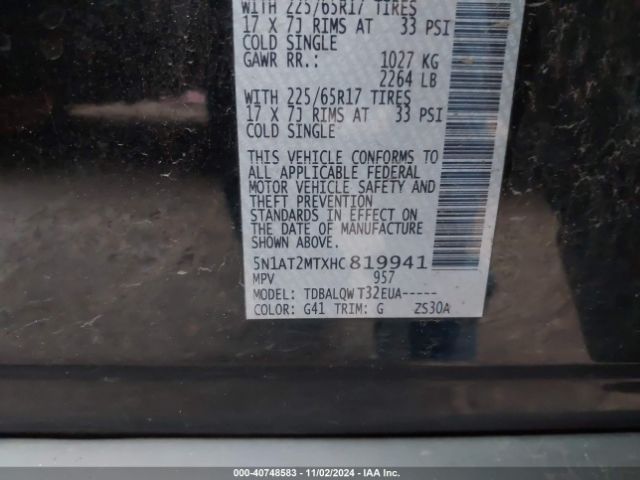 WITH 225/65R17 TIRES
17 X 7J RIMS AT 33 PSI
COLD SINGLE
GAWR RR.: 1027 KG
2264 LB
WITH 225/65R17 TIRES
17 X 7J RIMS AT 33 PSI
COLD SINGLE
THIS VEHICLE CONFORMS TO
ALL APPLICABLE FEDERAL
MOTOR VEHICLE SAFETY AND
THEFT PREVENTION
STANDARDS IN EFFECT ON
THE DATE OF MANUFACTURE
SHOWN ABOVE.
5N1AT2MTXHC819941
MPV 957
MODEL: TDBALQWT32EUA-----
COLOR: G41 TRIM: G ZS30A
000-40748583 - 11/02/2024 - IAA Inc.